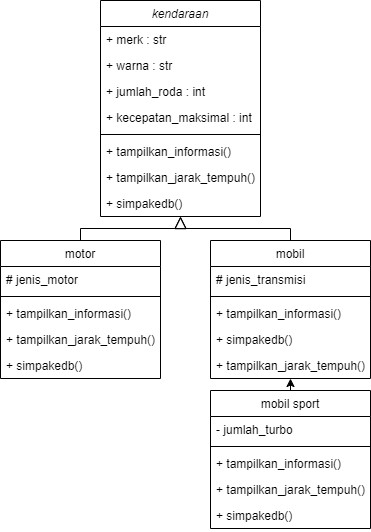 kendaraan
+ merk : str
+ warna : str
+ jumlah_roda : int
+ kecepatan_maksimal : int
+ tampilkan_informasi()
+ tampilkan_jarak_tempuh()
+ simpakedb()
motor
# jenis_motor
+ tampilkan_informasi()
+ tampilkan_jarak_tempuh()
+ simpakedb()
mobil
# jenis_transmisi
+ tampilkan_informasi()
+ simpakedb()
+ tampilkan_jarak_tempuh()
mobil sport
- jumlah_turbo
+ tampilkan_informasi()
+ tampilkan_jarak_tempuh()
+ simpakedb()